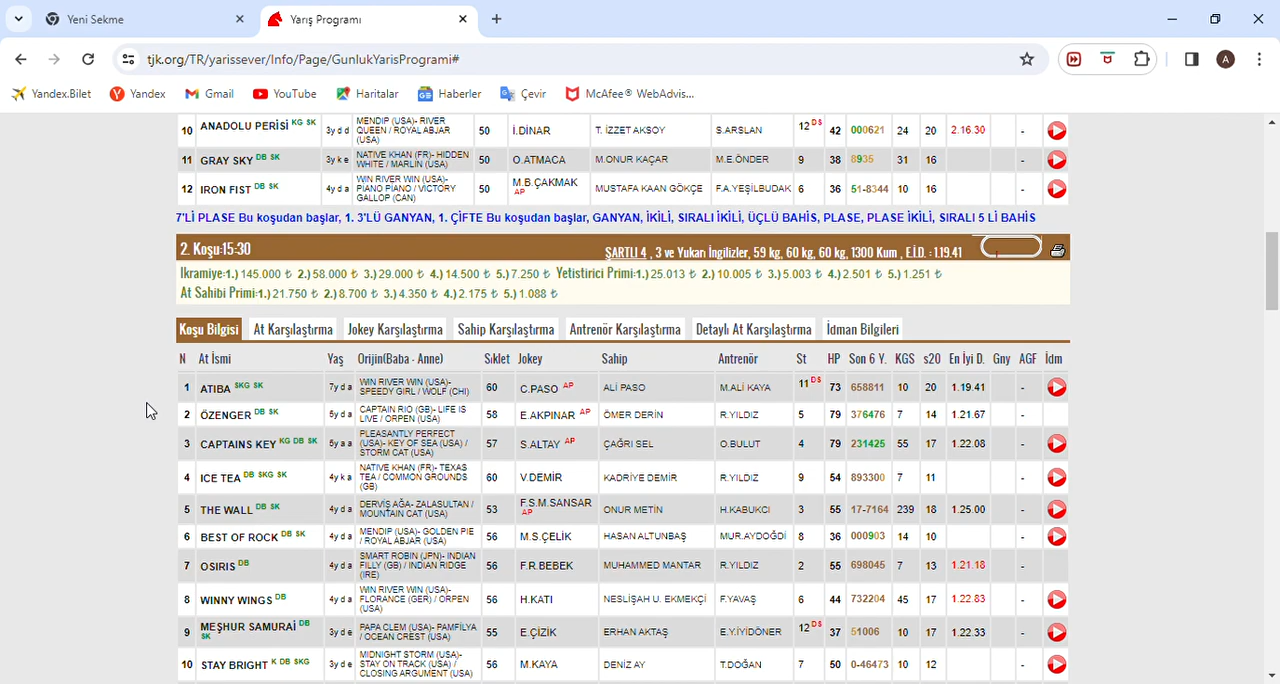 Yeni Sekme
Yarış Programı
tjk.org/TR/yarissever/Info/Page/GunlukYarisProgrami#
A
Yandex.Bilet Yandex Gmail YouTube Haritalar Haberler Çevir McAfee® WebAdvis...
10 ANADOLU PERİSİ KG SK 3y d d MENDIP (USA)- RIVER QUEEN / ROYAL ABJAR (USA) 50 İ.DİNAR T. İZZET AKSOY S.ARSLAN 12 DS 42 000621 24 20 2.16.30 -
11 GRAY SKY DB SK 3y k e NATIVE KHAN (FR)- HIDDEN WHITE / MARLIN (USA) 50 O.ATMACA M.ONUR KAÇAR M.E.ÖNDER 9 38 8935 31 16 -
12 IRON FIST DB SK 4y d a WIN RIVER WIN (USA)- PIANO PIANO / VICTORY GALLOP (CAN) 50 M.B.ÇAKMAK AP MUSTAFA KAAN GÖKÇE F.A.YEŞİLBUDAK 6 36 51-8344 10 16 -
7'Lİ PLASE Bu koşudan başlar, 1. 3'LÜ GANYAN, 1. ÇİFTE Bu koşudan başlar, GANYAN, İKİLİ, SIRALI İKİLİ, ÜÇLÜ BAHİS, PLASE, PLASE İKİLİ, SIRALI 5 Lİ BAHİS
2. Koşu:15:30 ŞARTLI 4 , 3 ve Yukarı İngilizler, 59 kg, 60 kg, 60 kg, 1300 Kum , E.İ.D. : 1.19.41
Ikramiye:1.) 145.000 ₺ 2.) 58.000 ₺ 3.) 29.000 ₺ 4.) 14.500 ₺ 5.) 7.250 ₺ Yetistirici Primi:1.) 25.013 ₺ 2.) 10.005 ₺ 3.) 5.003 ₺ 4.) 2.501 ₺ 5.) 1.251 ₺
At Sahibi Primi:1.) 21.750 ₺ 2.) 8.700 ₺ 3.) 4.350 ₺ 4.) 2.175 ₺ 5.) 1.088 ₺
Koşu Bilgisi At Karşılaştırma Jokey Karşılaştırma Sahip Karşılaştırma Antrenör Karşılaştırma Detaylı At Karşılaştırma İdman Bilgileri
N At İsmi Yaş Orijin(Baba - Anne) Sıklet Jokey Sahip Antrenör St HP Son 6 Y. KGS s20 En İyi D. Gny AGF İdm
1 ATIBA SKG SK 7y d a WIN RIVER WIN (USA)- SPEEDY GIRL / WOLF (CHI) 60 C.PASO AP ALİ PASO M.ALİ KAYA 11 DS 73 658811 10 20 1.19.41 -
2 ÖZENGER DB SK 5y d a CAPTAIN RIO (GB)- LIFE IS LIVE / ORPEN (USA) 58 E.AKPINAR AP ÖMER DERİN R.YILDIZ 5 79 376476 7 14 1.21.67 -
3 CAPTAINS KEY KG DB SK 5y a a PLEASANTLY PERFECT (USA)- KEY OF SEA (USA) / STORM CAT (USA) 57 S.ALTAY AP ÇAĞRI SEL O.BULUT 4 79 231425 55 17 1.22.08 -
4 ICE TEA DB SKG SK 4y k a NATIVE KHAN (FR)- TEXAS TEA / COMMON GROUNDS (GB) 60 V.DEMİR KADRİYE DEMİR R.YILDIZ 9 54 893300 7 11 -
5 THE WALL DB SK 4y d a DERVİŞ AĞA- ZALASULTAN / MOUNTAIN CAT (USA) 53 F.S.M.SANSAR AP ONUR METİN H.KABUKCI 3 55 17-7164 239 18 1.25.00 -
6 BEST OF ROCK DB SK 4y d a MENDIP (USA)- GOLDEN PIE / ROYAL ABJAR (USA) 56 M.S.ÇELİK HASAN ALTUNBAŞ MUR.AYDOĞDİ 8 36 000903 14 10 -
7 OSIRIS DB 4y d a SMART ROBIN (JPN)- INDIAN FILLY (GB) / INDIAN RIDGE (IRE) 56 F.R.BEBEK MUHAMMED MANTAR R.YILDIZ 2 55 698045 7 13 1.21.18 -
8 WINNY WINGS DB 4y d a WIN RIVER WIN (USA)- FLORANCE (GER) / ORPEN (USA) 56 H.KATI NESLİŞAH U. EKMEKÇİ F.YAVAŞ 6 44 732204 45 17 1.22.83 -
9 MEŞHUR SAMURAİ DB SK 3y d e PAPA CLEM (USA)- PAMFİLYA / OCEAN CREST (USA) 55 E.ÇİZİK ERHAN AKTAŞ E.Y.İYİDÖNER 12 DS 37 51006 10 17 1.22.33 -
10 STAY BRIGHT K DB SKG 3y d e MIDNIGHT STORM (USA)- STAY ON TRACK (USA) / CLOSING ARGUMENT (USA) 56 M.KAYA DENİZ AY T.DOĞAN 7 50 0-46473 10 12 -